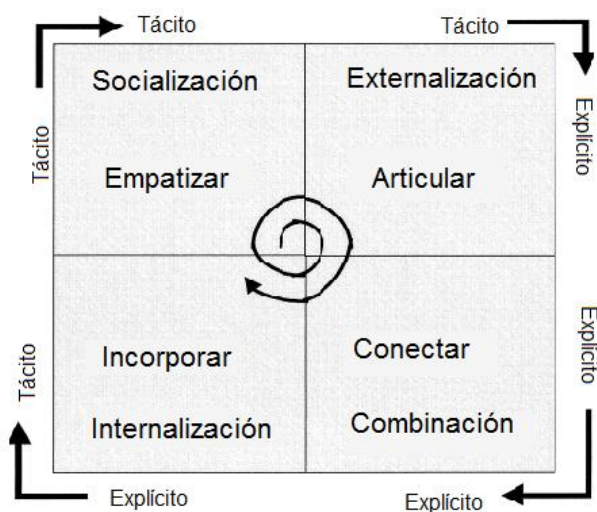 Tácito
Tácito
Socialización
Externalización
Tácito
Explícito
Empatizar
Articular
Tácito
Explícito
Incorporar
Conectar
Internalización
Combinación
Explícito
Explícito